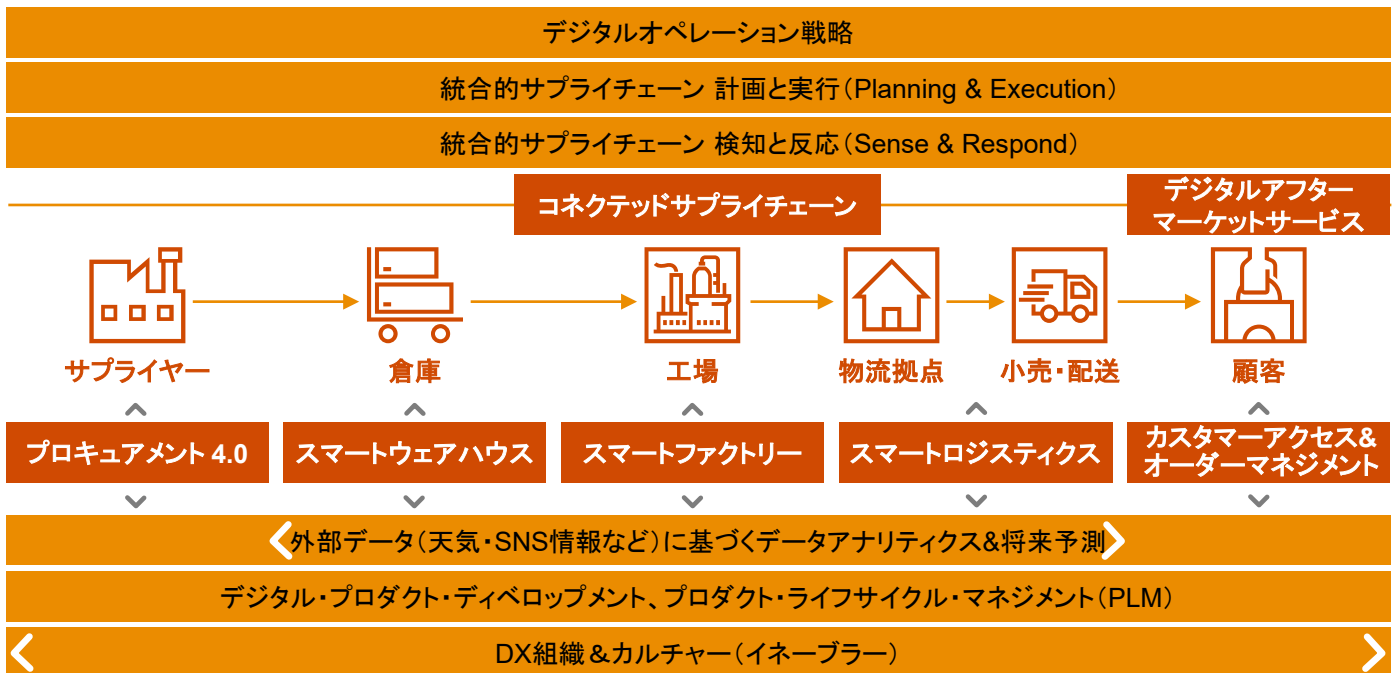 デジタルオペレーション戦略
統合的サプライチェーン 計画と実行（Planning & Execution）
統合的サプライチェーン 検知と反応（Sense & Respond）
コネクテッドサプライチェーン
デジタルアフター
マーケットサービス
サプライヤー
倉庫
工場
物流拠点
小売・配送
顧客
プロキュアメント 4.0
スマートウェアハウス
スマートファクトリー
スマートロジスティクス
カスタマーアクセス&
オーダーマネジメント
外部データ（天気・SNS情報など）に基づくデータアナリティクス&将来予測
デジタル・プロダクト・ディベロップメント、プロダクト・ライフサイクル・マネジメント（PLM）
DX組織＆カルチャー（イネーブラー）